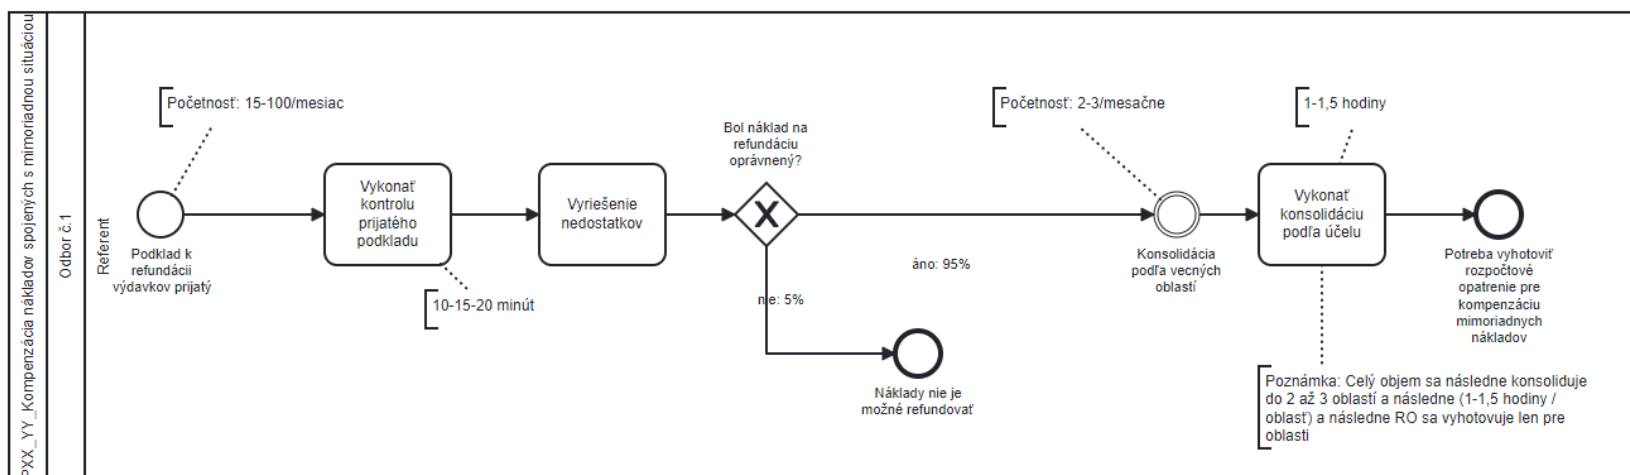 PXX_YY_Kompenzácia nákladov spojených s mimoriadnou situáciou
Odbor č.1
Referent
Početnosť: 15-100/mesiac
Podklad k
refundácii
výdavkov prijatý
Vykonať
kontrolu
prijatého
podkladu
10-15-20 minút
Vyriešenie
nedostatkov
Bol náklad na
refundáciu
oprávnený?
áno: 95%
nie: 5%
Náklady nie je
možné refundovať
Početnosť: 2-3/mesačne
Konsolidácia
podľa vecných
oblastí
1-1,5 hodiny
Vykonať
konsolidáciu
podľa účelu
Poznámka: Celý objem sa následne konsoliduje
do 2 až 3 oblastí a následne (1-1,5 hodiny /
oblasť) a následne RO sa vyhotovuje len pre
oblasti
Potreba vyhotoviť
rozpočtové
opatrenie pre
kompenzáciu
mimoriadnych
nákladov